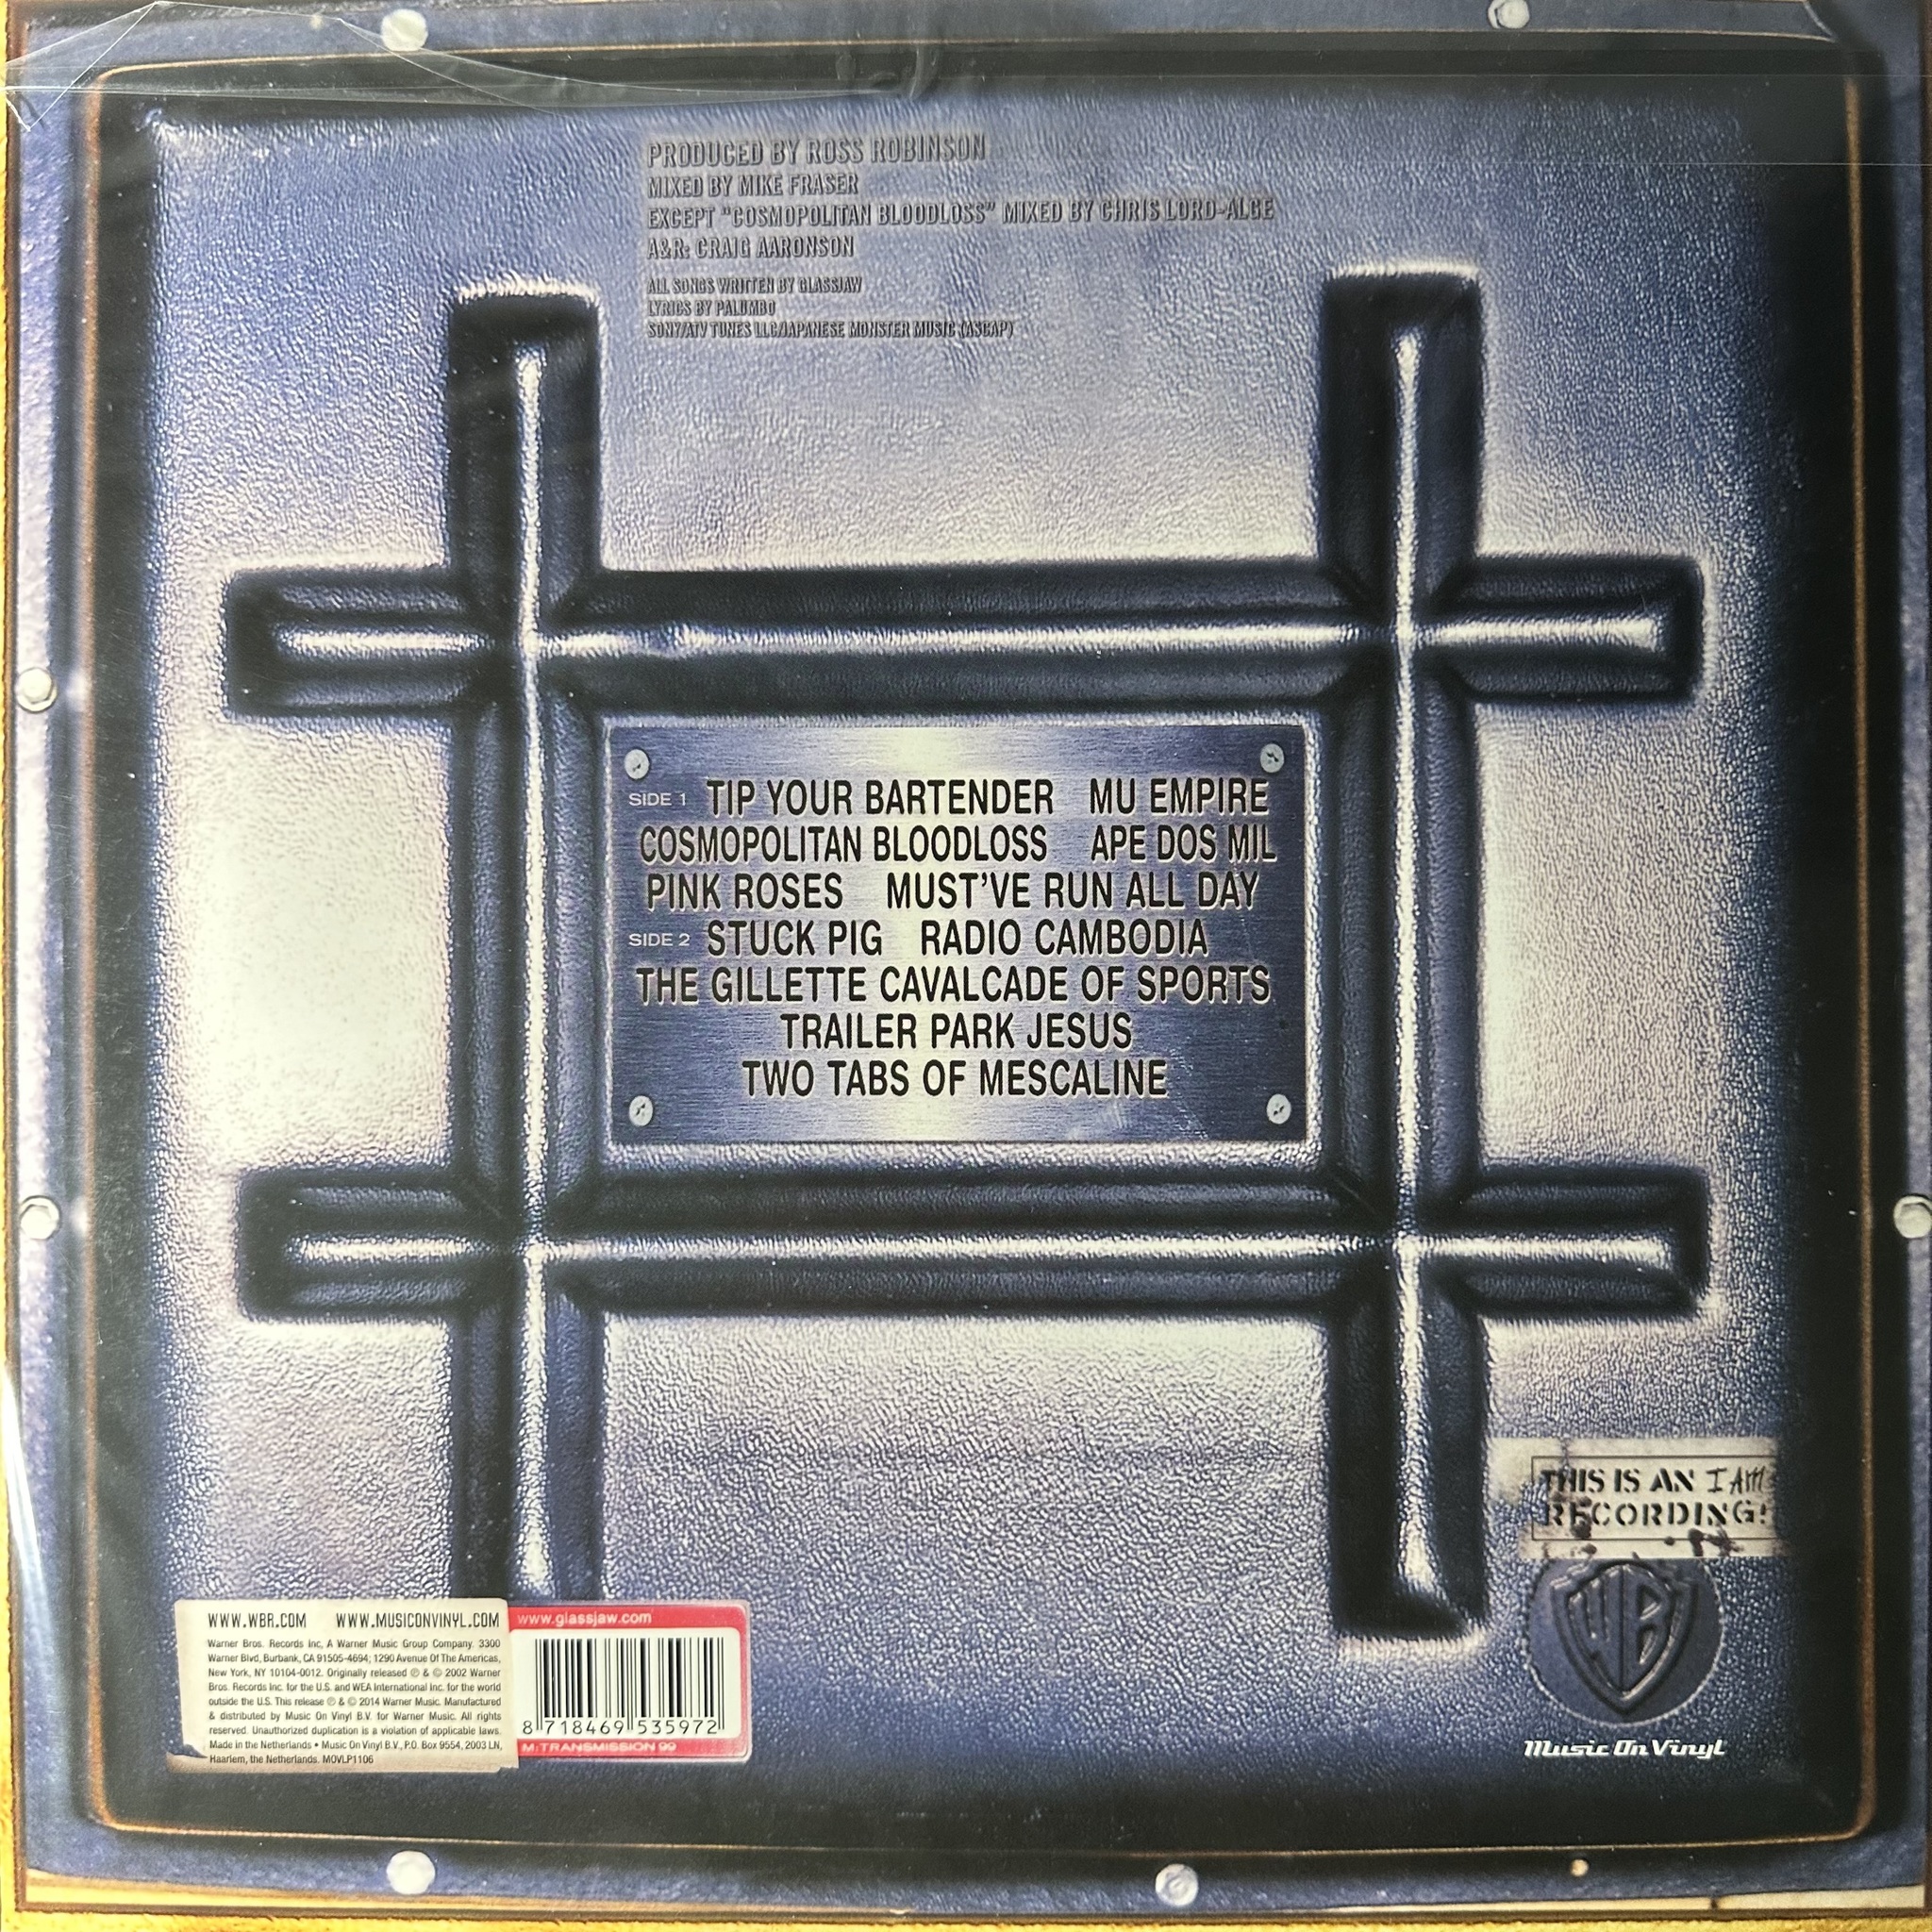 PRODUCED BY ROSS ROBINSON
MIXED BY MIKE FRASER
EXCEPT "COSMOPOLITAN BLOODLOSS" MIXED BY CHRIS LORD-ALGE
A&R: CRAIG AARONSON
ALL SONGS WRITTEN BY GLASSJAW
LYRICS BY PALUMBO
SONY/ATV TUNES LLC/JAPANESE MONSTER MUSIC (ASCAP)
SIDE 1 TIP YOUR BARTENDER MU EMPIRE
COSMOPOLITAN BLOODLOSS APE DOS MIL
PINK ROSES MUST'VE RUN ALL DAY
SIDE 2 STUCK PIG RADIO CAMBODIA
THE GILLETTE CAVALCADE OF SPORTS
TRAILER PARK JESUS
TWO TABS OF MESCALINE
THIS IS AN I AM
RECORDING!
WB
Music On Vinyl
WWW.WBR.COM WWW.MUSICONVINYL.COM
Warner Bros. Records Inc, A Warner Music Group Company. 3300
Warner Blvd, Burbank, CA 91505-4694; 1290 Avenue Of The Americas,
New York, NY 10104-0012. Originally released ℗ & © 2002 Warner
Bros. Records Inc. for the U.S. and WEA International Inc. for the world
outside the U.S. This release ℗ & © 2014 Warner Music. Manufactured
& distributed by Music On Vinyl B.V. for Warner Music. All rights
reserved. Unauthorized duplication is a violation of applicable laws.
Made in the Netherlands • Music On Vinyl B.V., P.O. Box 9554, 2003 LN,
Haarlem, the Netherlands. MOVLP1106
www.glassjaw.com
8 718469 535972
M:TRANSMISSION 99